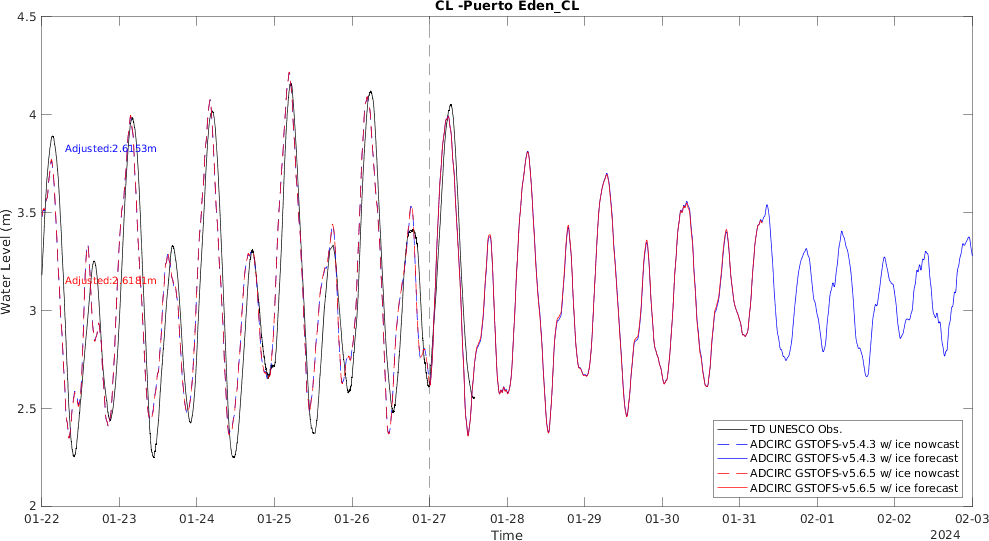 CL -Puerto Eden_CL
4.5
4
3.5
3
2.5
2
Water Level (m)
Adjusted:2.6153m
Adjusted:2.6181m
TD UNESCO Obs.
ADCIRC GSTOFS-v5.4.3 w/ ice nowcast
ADCIRC GSTOFS-v5.4.3 w/ ice forecast
ADCIRC GSTOFS-v5.6.5 w/ ice nowcast
ADCIRC GSTOFS-v5.6.5 w/ ice forecast
01-22 01-23 01-24 01-25 01-26 01-27 01-28 01-29 01-30 01-31 02-01 02-02 02-03
Time
2024